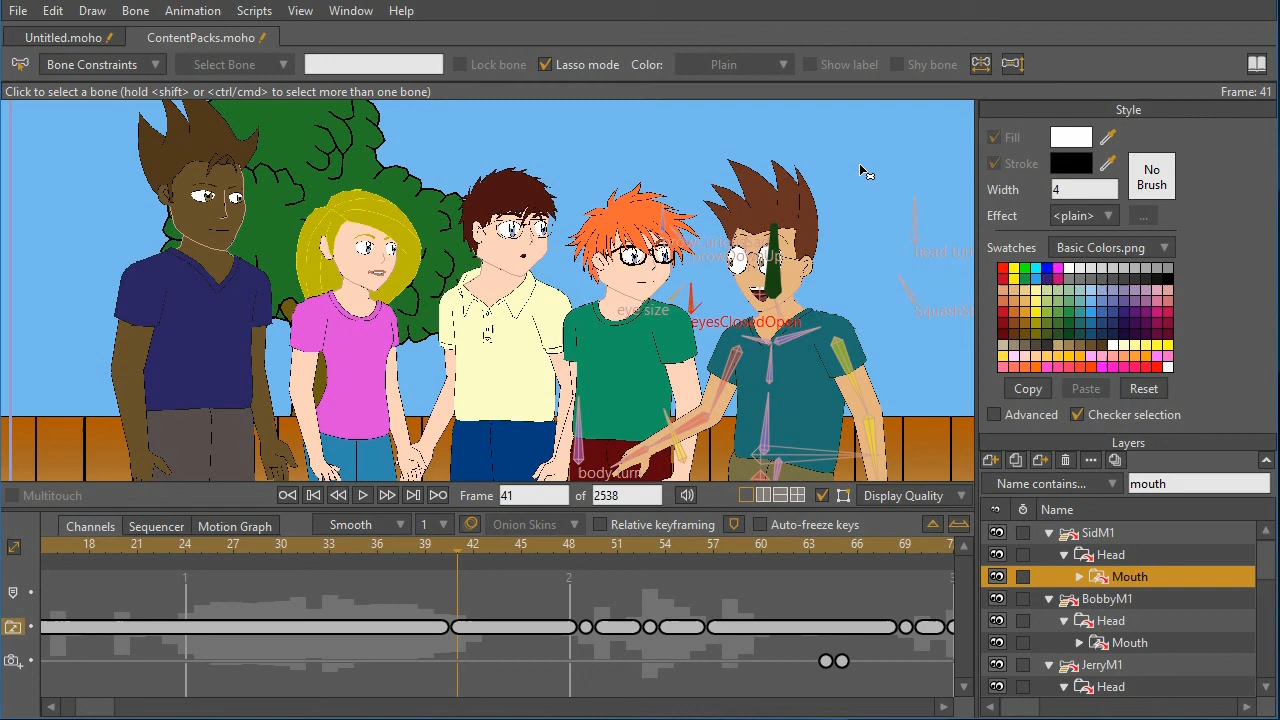 File Edit Draw Bone Animation Scripts View Window Help
Untitled.moho ContentPacks.moho
Bone Constraints Select Bone Lock bone Lasso mode Color: Plain Show label Shy bone
Click to select a bone (hold <shift> or <ctrl/cmd> to select more than one bone) Frame: 41
Style
Fill
Stroke
No Brush
Width 4
Effect <plain> ...
Swatches Basic Colors.png
head turn
eye size
eyesClosedOpen
body turn
Copy Paste Reset
Advanced Checker selection
Layers
Name contains... mouth
Multitouch Frame 41 of 2538 Display Quality
Name
Channels Sequencer Motion Graph Smooth 1 Onion Skins Relative keyframing Auto-freeze keys
18 21 24 27 30 33 36 39 42 45 48 51 54 57 60 63 66 69
1 2
SidM1
Head
Mouth
BobbyM1
Head
Mouth
JerryM1
Head